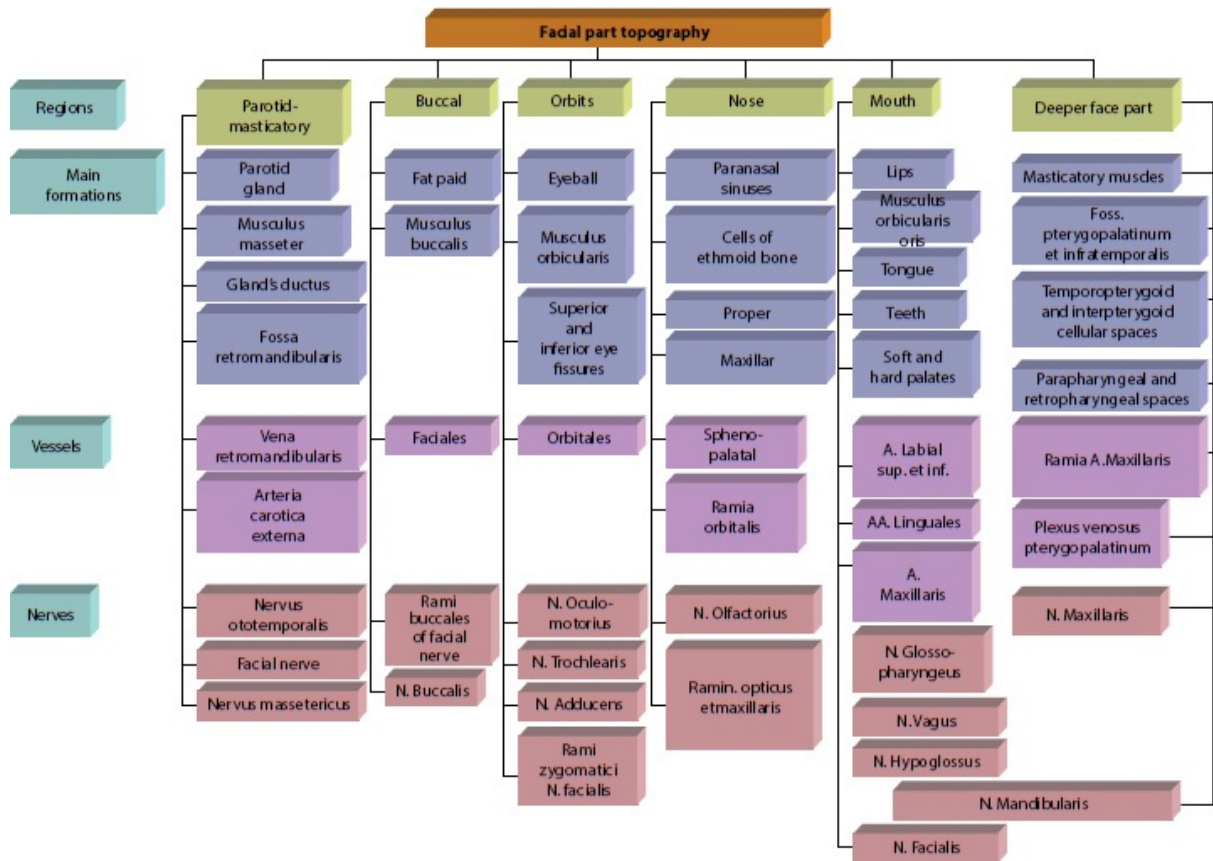 Facial part topography
Regions
Parotid-
masticatory
Buccal
Orbits
Nose
Mouth
Deeper face part
Main
formations
Parotid
gland
Musculus
masseter
Gland's ductus
Fossa
retromandibularis
Fat paid
Musculus
buccalis
Eyeball
Musculus
orbicularis
Superior
and
inferior eye
fissures
Paranasal
sinuses
Cells of
ethmoid bone
Proper
Maxillar
Lips
Musculus
orbicularis
oris
Tongue
Teeth
Soft and
hard palates
Masticatory muscles
Foss.
pterygopalatinum
et infratemporalis
Temporopterygoid
and interpterygoid
cellular spaces
Parapharyngeal and
retropharyngeal spaces
Vessels
Vena
retromandibularis
Arteria
carotica
externa
Faciales
Orbitales
Spheno-
palatal
Ramia
orbitalis
A. Labial
sup. et inf.
AA. Linguales
A.
Maxillaris
Ramia A.Maxillaris
Plexus venosus
pterygopalatinum
Nerves
Nervus
ototemporalis
Facial nerve
Nervus massetericus
Rami
buccales
of facial
nerve
N. Buccalis
N. Oculo-
motorius
N. Trochlearis
N. Adducens
Rami
zygomatici
N. facialis
N. Olfactorius
Ramin. opticus
etmaxillaris
N. Glosso-
pharyngeus
N. Vagus
N. Hypoglossus
N. Mandibularis
N. Facialis
N. Maxillaris